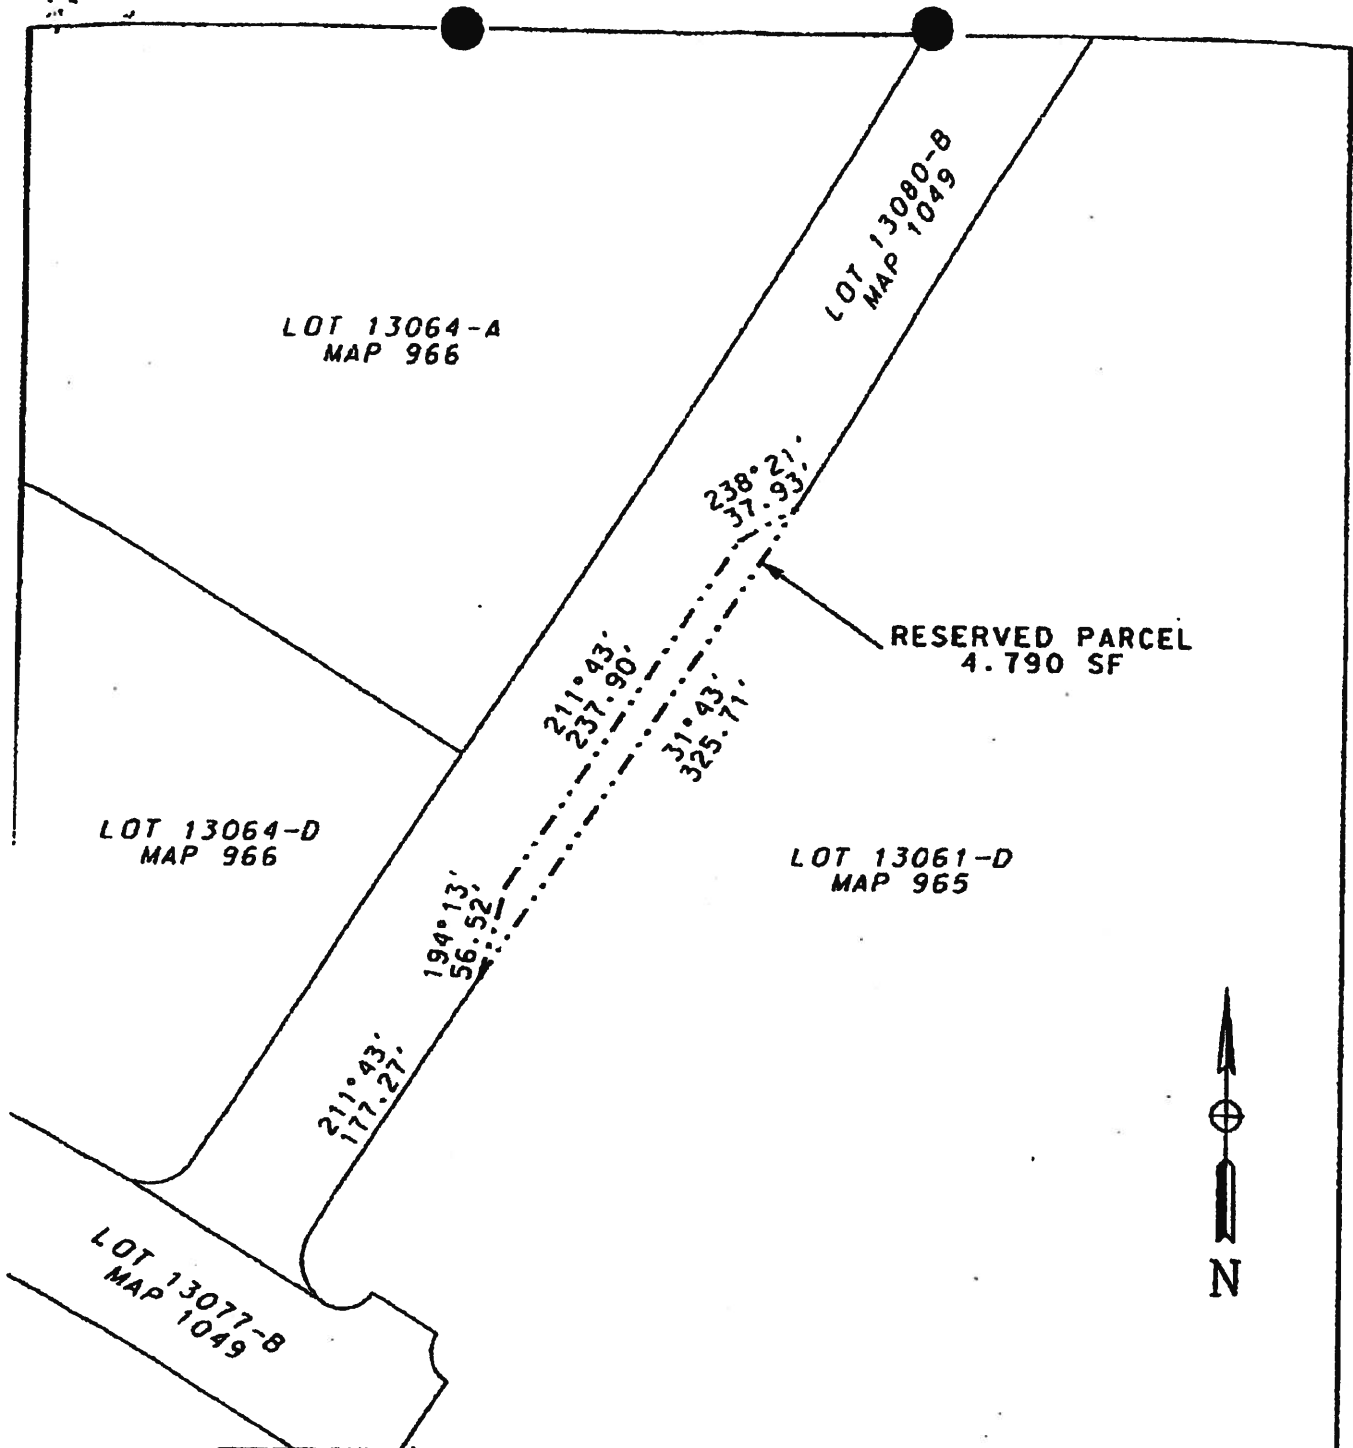 LOT 13080-B
MAP 1049
LOT 13064-A
MAP 966
238°21'
37.93'
RESERVED PARCEL
4.790 SF
211°43'
237.90'
31°43'
325.71'
LOT 13064-D
MAP 966
LOT 13061-D
MAP 965
194°13'
56.52'
211°43'
177.27'
LOT 13077-B
MAP 1049
N